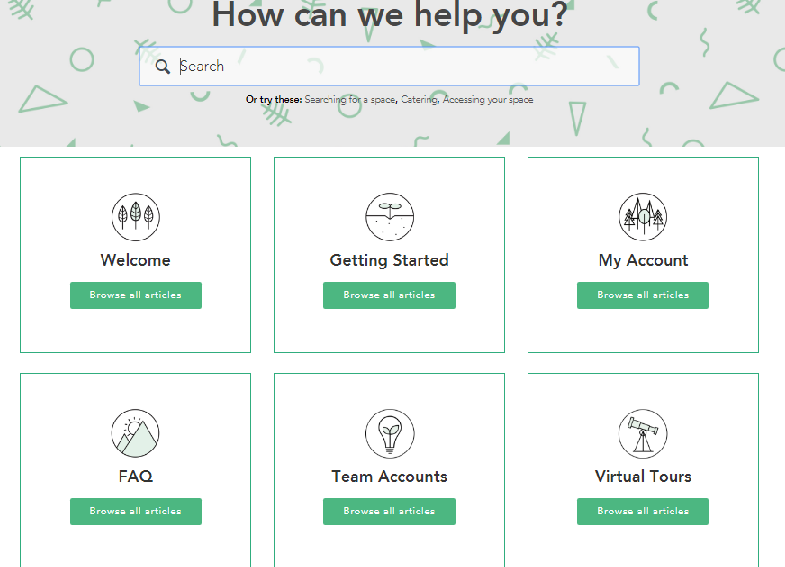 How can we help you?
Search
Or try these: Searching for a space, Catering, Accessing your space
Welcome
Getting Started
My Account
Browse all articles
Browse all articles
Browse all articles
FAQ
Team Accounts
Virtual Tours
Browse all articles
Browse all articles
Browse all articles